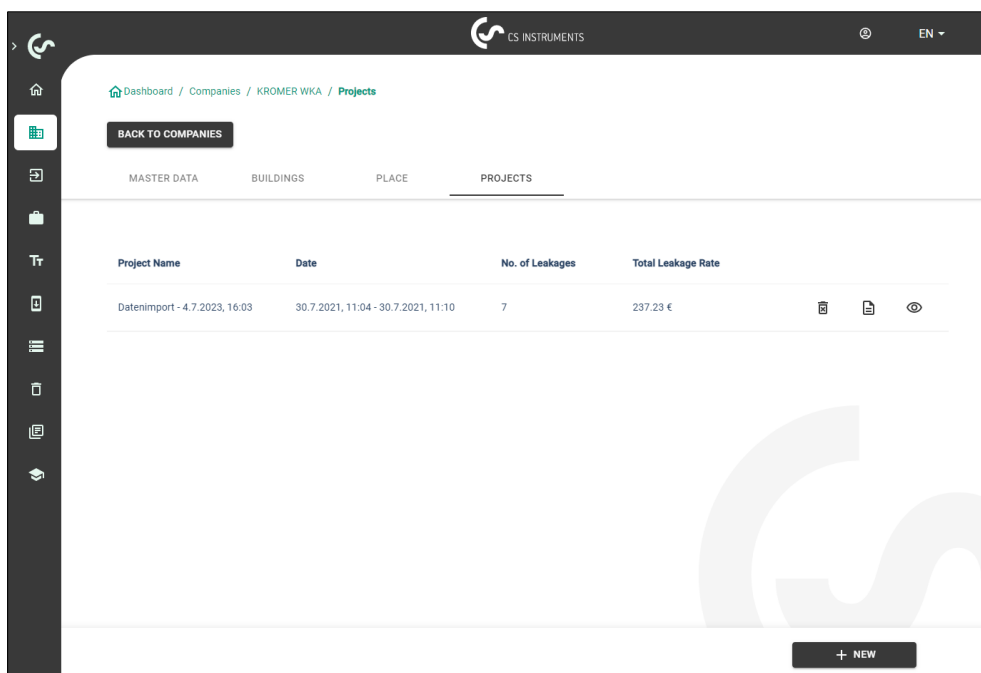 CS INSTRUMENTS
EN
Dashboard / Companies / KROMER WKA / Projects
BACK TO COMPANIES
MASTER DATA BUILDINGS PLACE PROJECTS
Project Name Date No. of Leakages Total Leakage Rate
Datenimport - 4.7.2023, 16:03 30.7.2021, 11:04 - 30.7.2021, 11:10 7 237.23 €
+ NEW